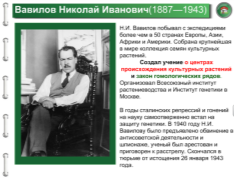 Вавилов Николай Иванович(1887—1943)
Н.И. Вавилов побывал с экспедициями
более чем в 50 странах Европы, Азии,
Африки и Америки. Собрана крупнейшая
в мире коллекция семян культурных
растений.
Создал учение о центрах
происхождения культурных растений
и закон гомологических рядов.
Организовал Всесоюзный институт
растениеводства и Институт генетики в
Москве.
В годы сталинских репрессий и гонений
на науку самоотверженно встал на
защиту генетики. В 1940 году Н.И.
Вавилову было предъявлено обвинение в
антисоветской деятельности и
шпионаже, ученый был арестован и
приговорен к расстрелу. Скончался в
тюрьме от истощения 26 января 1943
года.